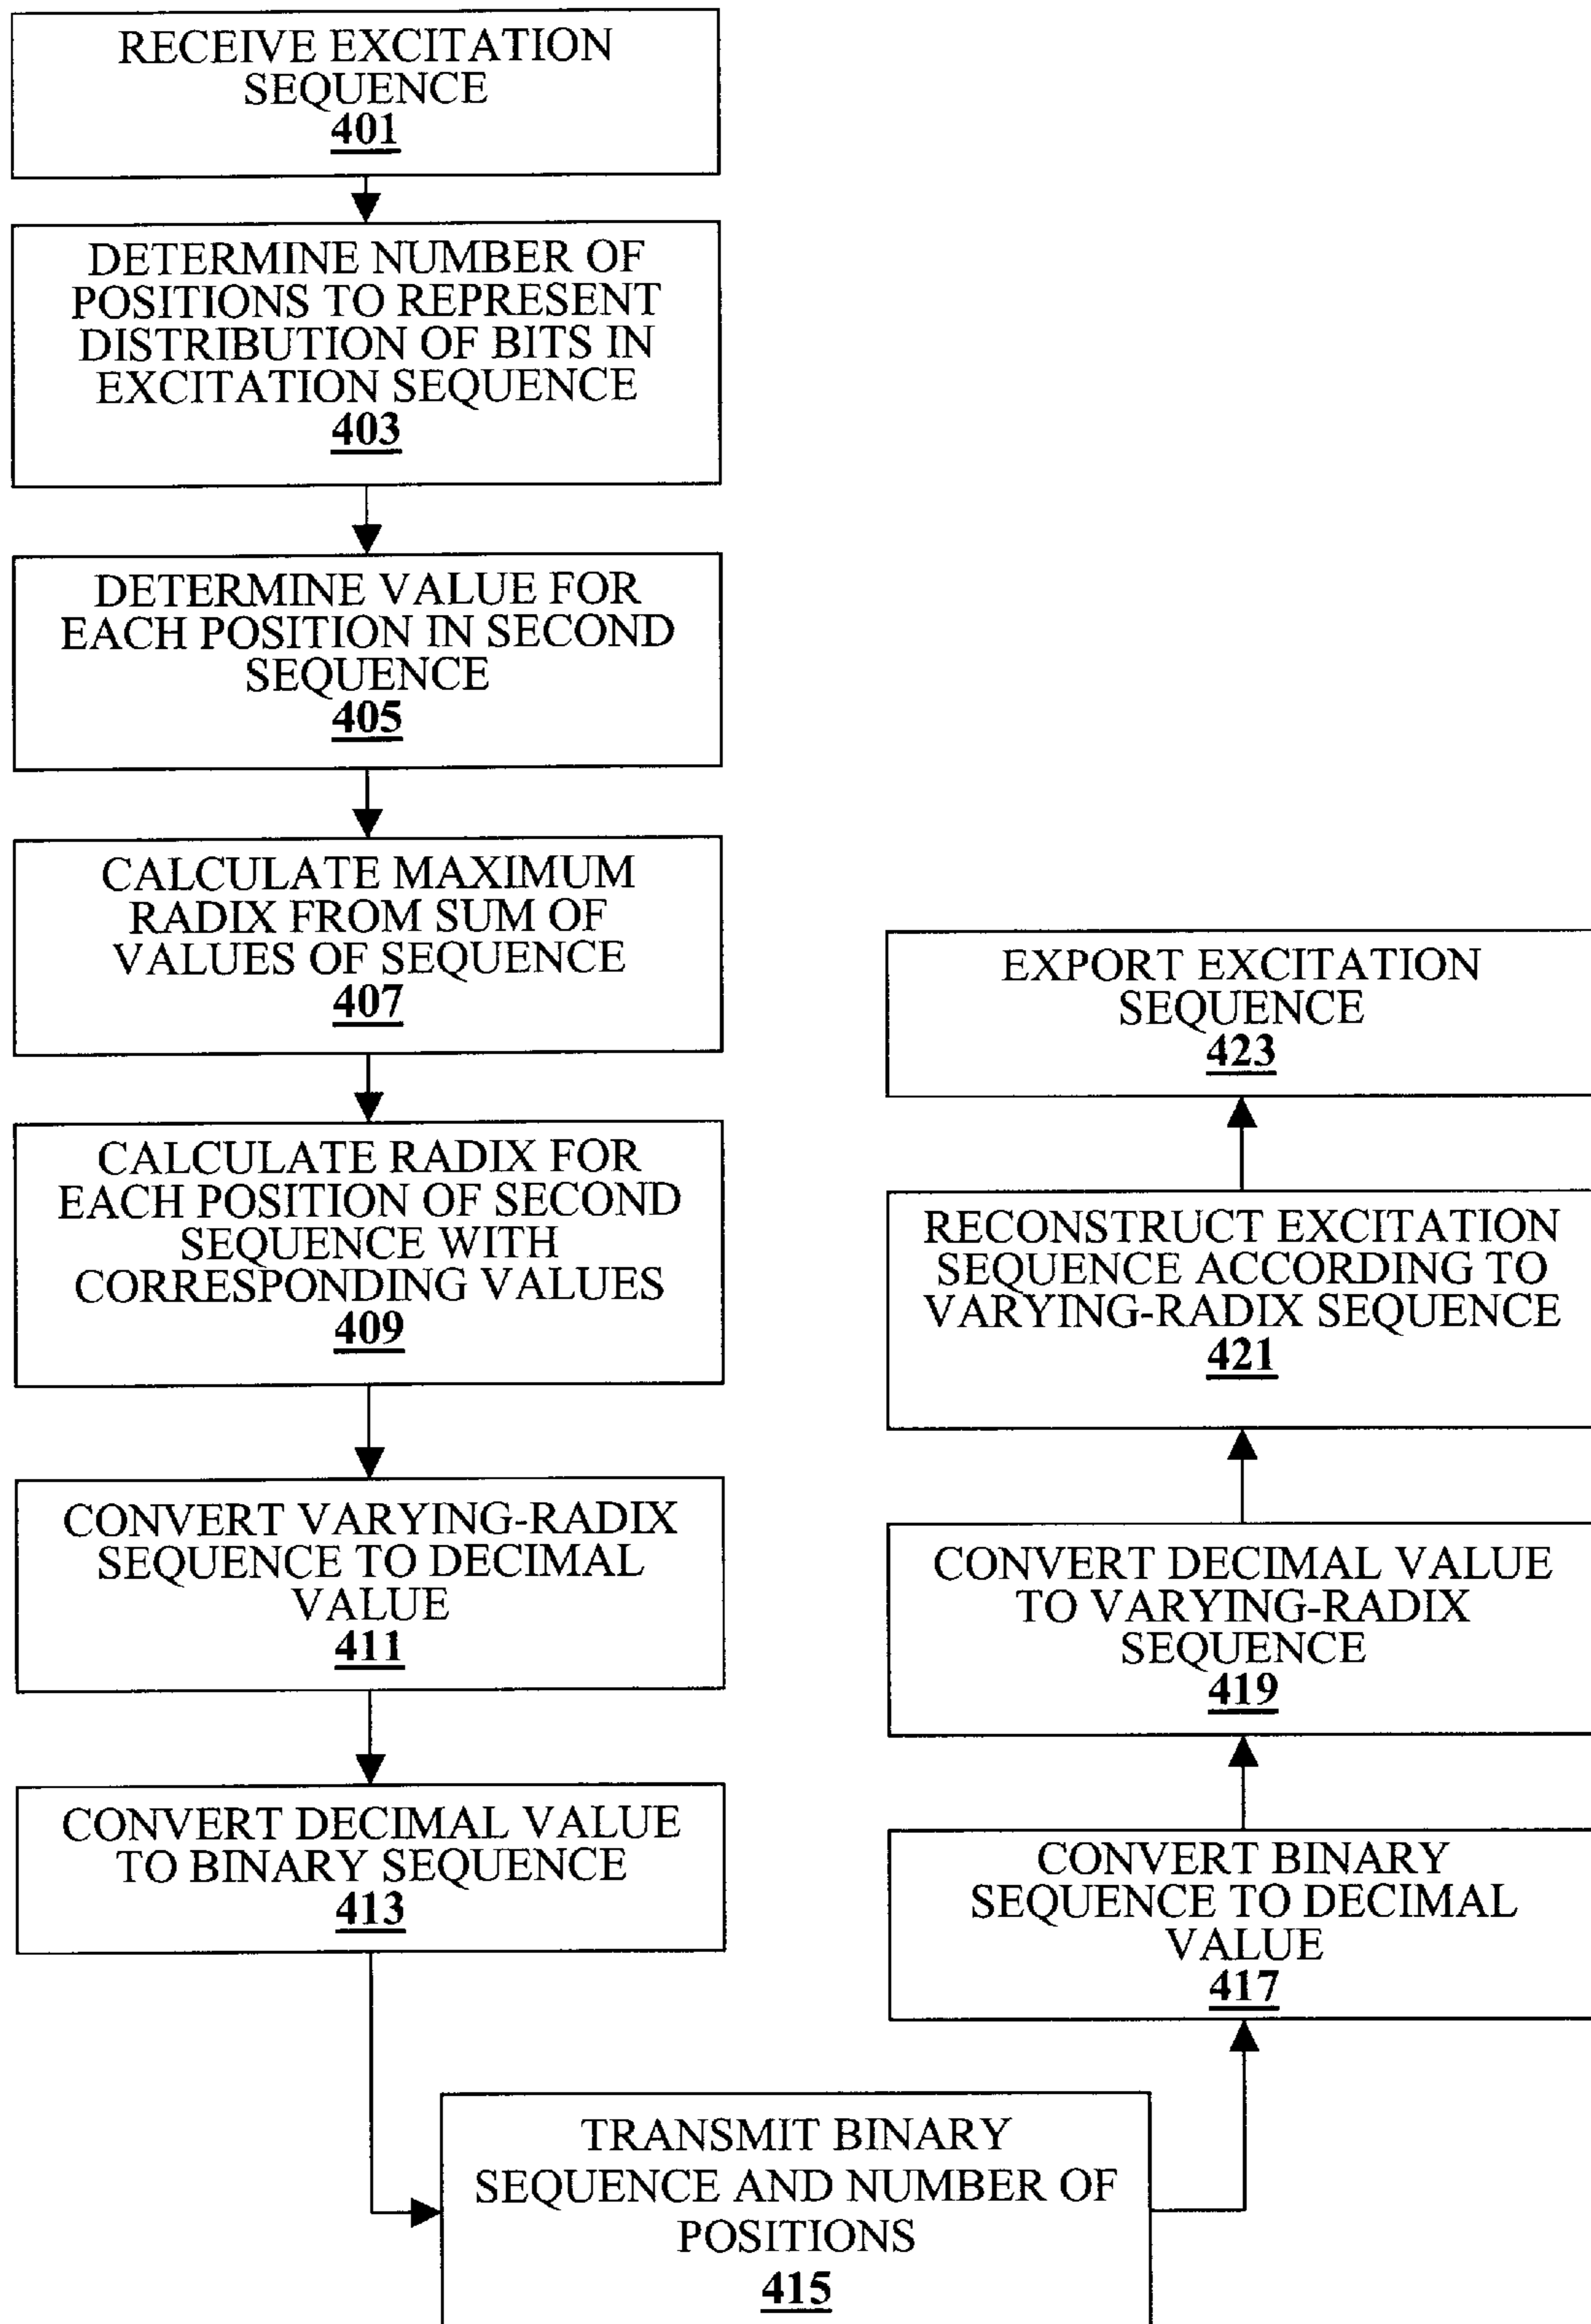 RECEIVE EXCITATION
SEQUENCE
401
DETERMINE NUMBER OF
POSITIONS TO REPRESENT
DISTRIBUTION OF BITS IN
EXCITATION SEQUENCE
403
DETERMINE VALUE FOR
EACH POSITION IN SECOND
SEQUENCE
405
CALCULATE MAXIMUM
RADIX FROM SUM OF
VALUES OF SEQUENCE
407
CALCULATE RADIX FOR
EACH POSITION OF SECOND
SEQUENCE WITH
CORRESPONDING VALUES
409
CONVERT VARYING-RADIX
SEQUENCE TO DECIMAL
VALUE
411
CONVERT DECIMAL VALUE
TO BINARY SEQUENCE
413
TRANSMIT BINARY
SEQUENCE AND NUMBER OF
POSITIONS
415
CONVERT BINARY
SEQUENCE TO DECIMAL
VALUE
417
CONVERT DECIMAL VALUE
TO VARYING-RADIX
SEQUENCE
419
RECONSTRUCT EXCITATION
SEQUENCE ACCORDING TO
VARYING-RADIX SEQUENCE
421
EXPORT EXCITATION
SEQUENCE
423